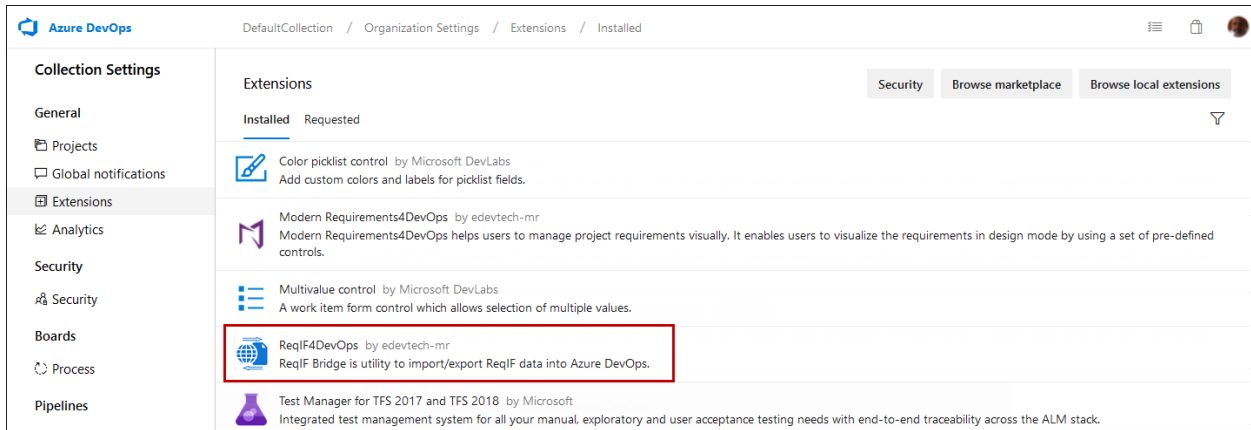 Azure DevOps
DefaultCollection / Organization Settings / Extensions / Installed
Collection Settings
General
Projects
Global notifications
Extensions
Analytics
Security
Security
Boards
Process
Pipelines
Extensions
Security
Browse marketplace
Browse local extensions
Installed Requested
Color picklist control by Microsoft DevLabs
Add custom colors and labels for picklist fields.
Modern Requirements4DevOps by edevtech-mr
Modern Requirements4DevOps helps users to manage project requirements visually. It enables users to visualize the requirements in design mode by using a set of pre-defined
controls.
Multivalue control by Microsoft DevLabs
A work item form control which allows selection of multiple values.
ReqIF4DevOps by edevtech-mr
ReqIF Bridge is utility to import/export ReqIF data into Azure DevOps.
Test Manager for TFS 2017 and TFS 2018 by Microsoft
Integrated test management system for all your manual, exploratory and user acceptance testing needs with end-to-end traceability across the ALM stack.